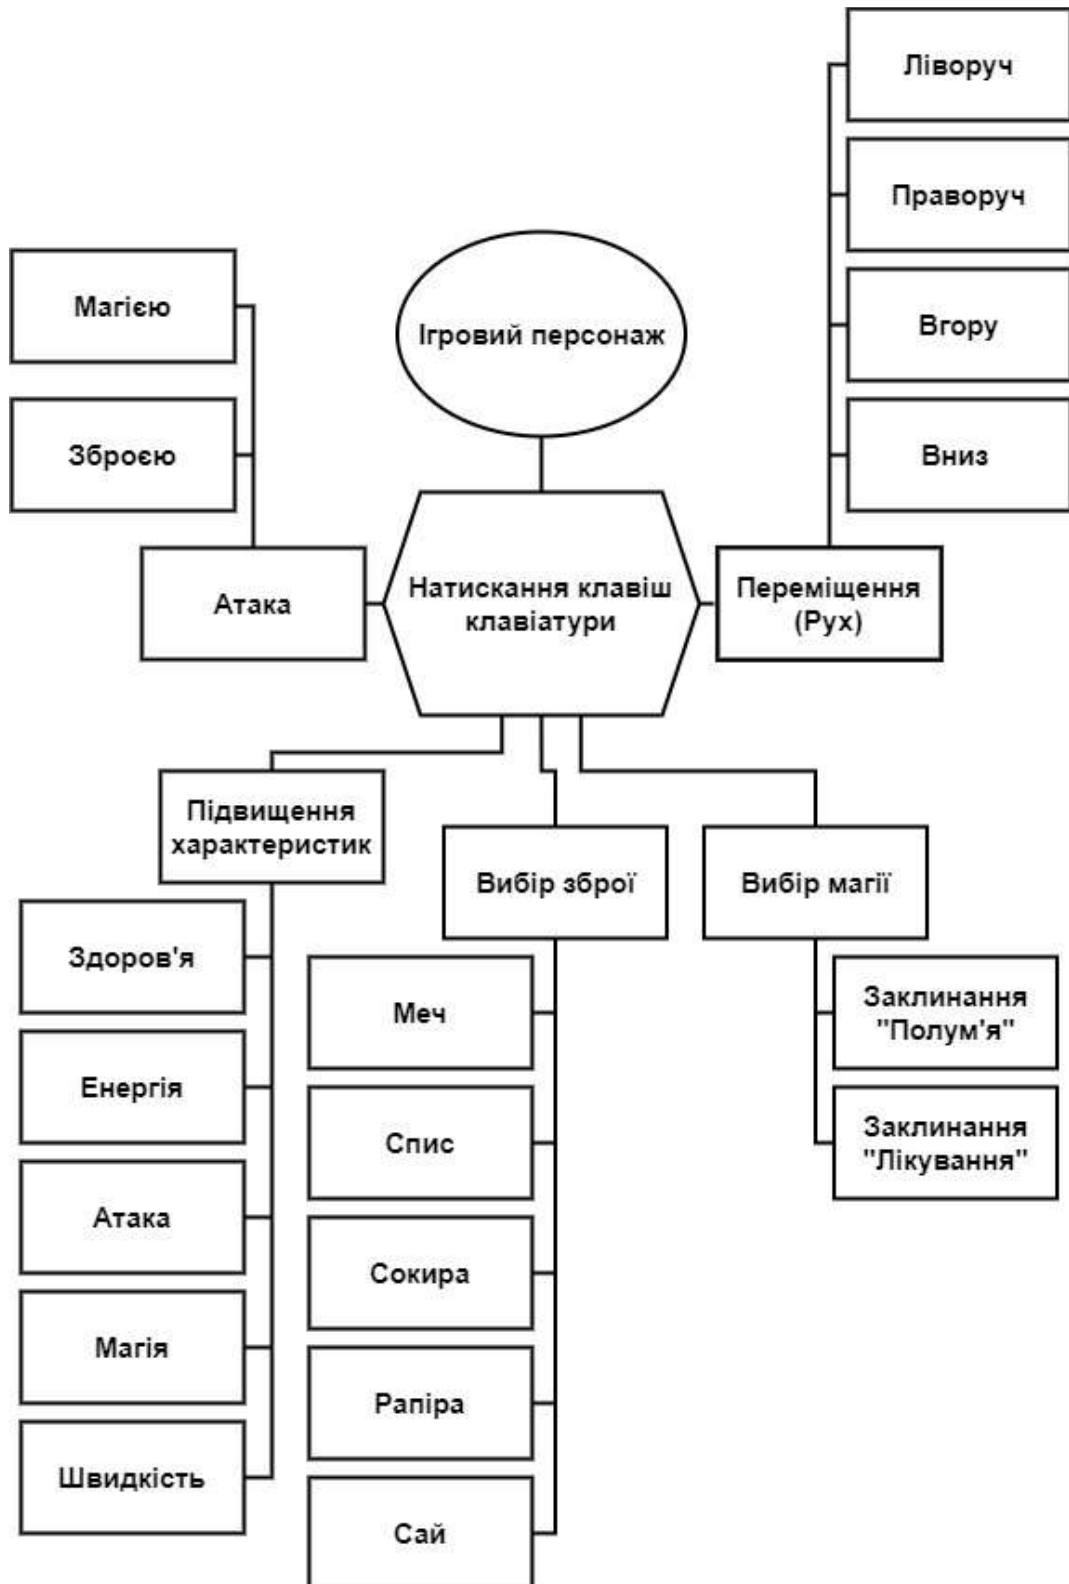 Ліворуч
Праворуч
Вгору
Вниз
Переміщення
(Рух)
Ігровий персонаж
Магією
Зброєю
Атака
Натискання клавіш
клавіатури
Підвищення
характеристик
Здоров'я
Енергія
Атака
Магія
Швидкість
Вибір зброї
Меч
Спис
Сокира
Рапіра
Сай
Вибір магії
Заклинання
"Полум'я"
Заклинання
"Лікування"